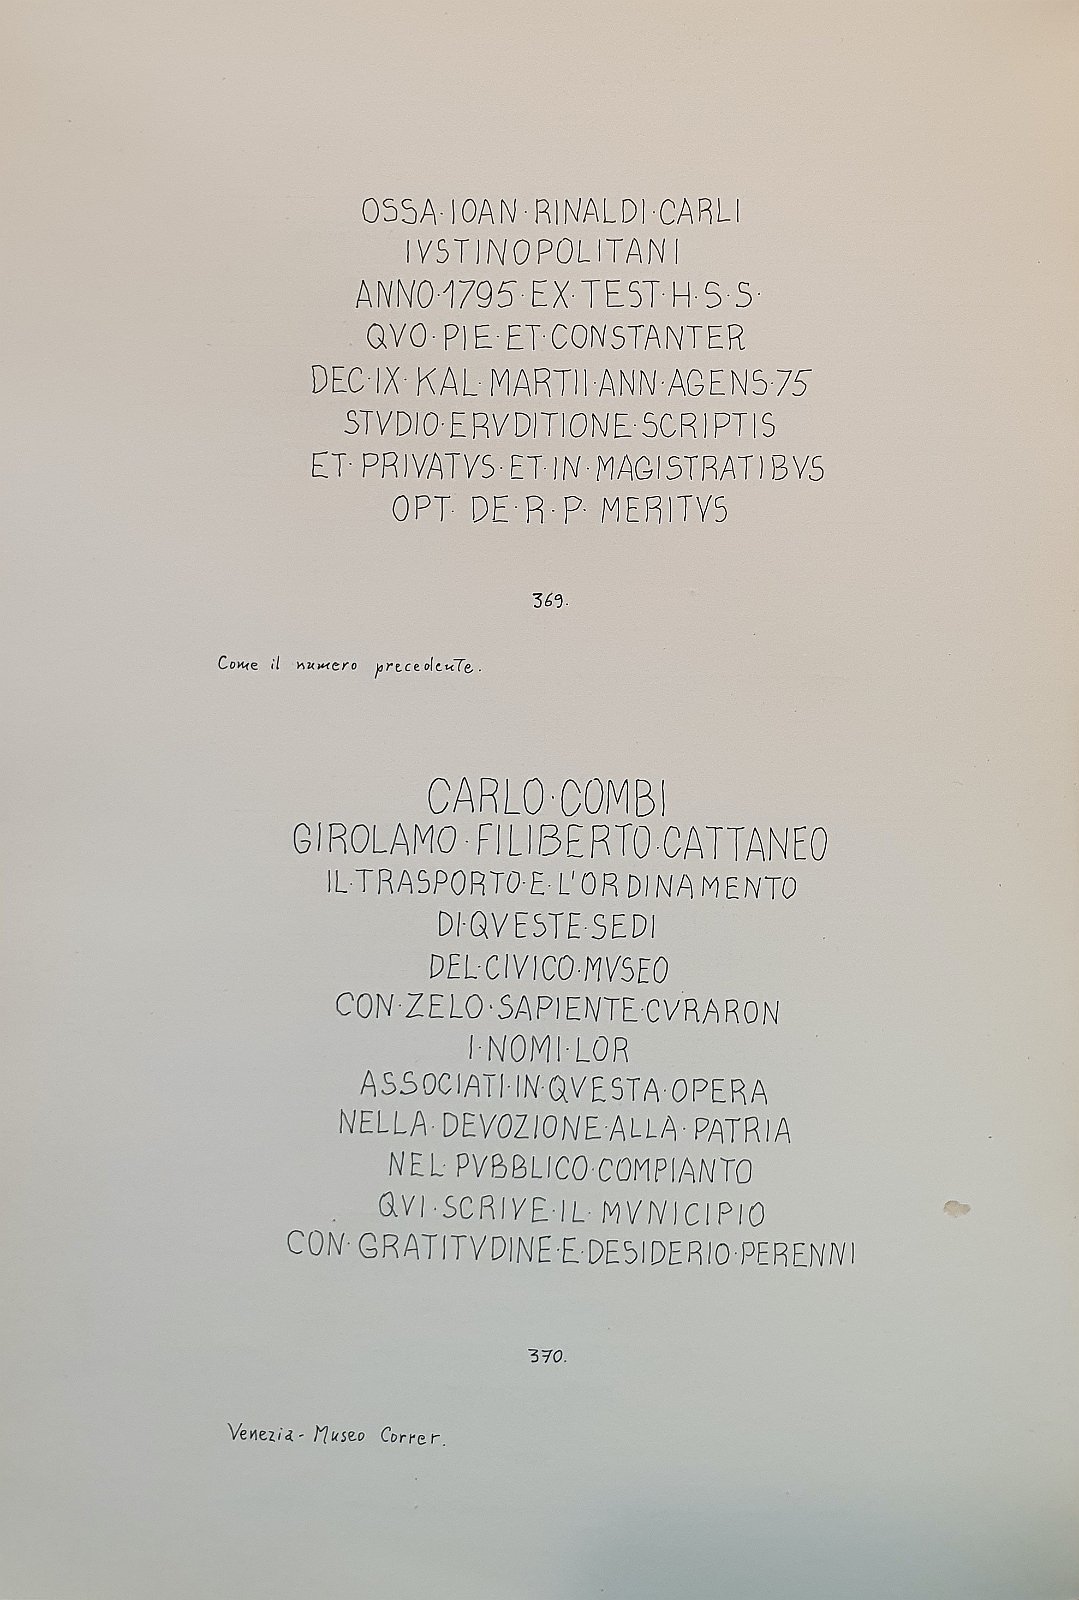 OSSA·IOAN·RINALDI·CARLI
IVSTINOPOLITANI
ANNO·1795·EX·TEST·H·S·S·
QVO·PIE·ET·CONSTANTER
DEC·IX·KAL·MARTII·ANN·AGENS·75
STVDIO·ERVDITIONE·SCRIPTIS
ET·PRIVATVS·ET·IN·MAGISTRATIBVS
OPT· DE·R·P· MERITVS
369.
Come il numero precedente.
CARLO·COMBI
GIROLAMO·FILIBERTO·CATTANEO
IL·TRASPORTO·E·L'ORDINAMENTO
DI·QVESTE·SEDI
DEL·CIVICO·MVSEO
CON·ZELO·SAPIENTE·CVRARON
I·NOMI·LOR
ASSOCIATI·IN·QVESTA·OPERA
NELLA·DEVOZIONE·ALLA·PATRIA
NEL·PVBBLICO·COMPIANTO
QVI·SCRIVE·IL·MVNICIPIO
CON·GRATITVDINE·E·DESIDERIO·PERENNI
370.
Venezia - Museo Correr.